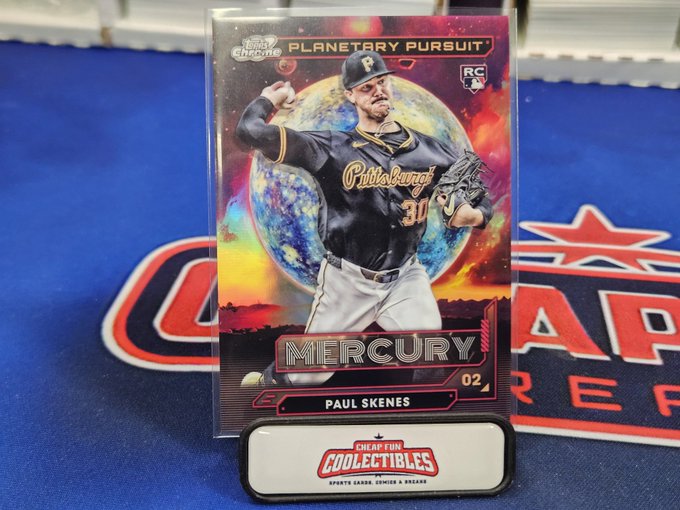 Topps
Chrome
PLANETARY PURSUIT
RC
P
Pittsburgh
30
MERCURY
02
PAUL SKENES
CHEAP FUN
COOLECTIBLES
SPORTS CARDS, COMICS & BREAKS